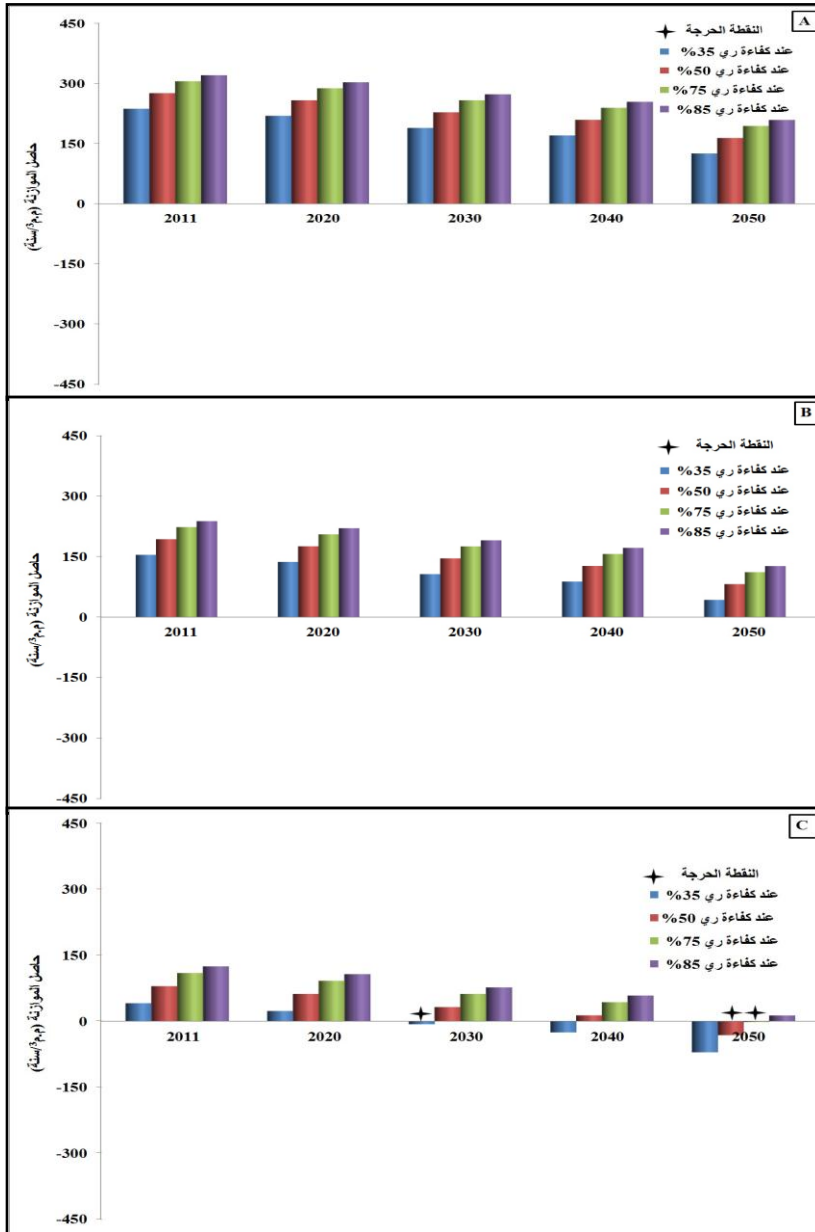 A
450
300
150
0
-150
-300
-450
حاصل الموازنة (م.م³/سنة)
النقطة الحرجة
عند كفاءة ري 35%
عند كفاءة ري 50%
عند كفاءة ري 75%
عند كفاءة ري 85%
2011 2020 2030 2040 2050
B
450
300
150
0
-150
-300
-450
حاصل الموازنة (م.م³/سنة)
النقطة الحرجة
عند كفاءة ري 35%
عند كفاءة ري 50%
عند كفاءة ري 75%
عند كفاءة ري 85%
2011 2020 2030 2040 2050
C
450
300
150
0
-150
-300
-450
حاصل الموازنة (م.م³/سنة)
النقطة الحرجة
عند كفاءة ري 35%
عند كفاءة ري 50%
عند كفاءة ري 75%
عند كفاءة ري 85%
2011 2020 2030 2040 2050